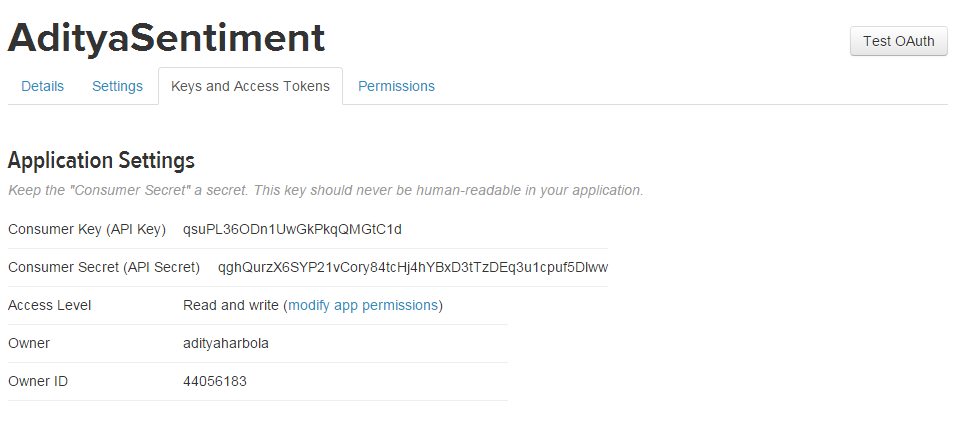 AdityaSentiment
Test OAuth
Details Settings Keys and Access Tokens Permissions
Application Settings
Keep the "Consumer Secret" a secret. This key should never be human-readable in your application.
Consumer Key (API Key) qsuPL36ODn1UwGkPkqQMGtC1d
Consumer Secret (API Secret) qghQurzX6SYP21vCory84tcHj4hYBxD3tTzDEq3u1cpuf5Dlww
Access Level Read and write (modify app permissions)
Owner adityaharbola
Owner ID 44056183